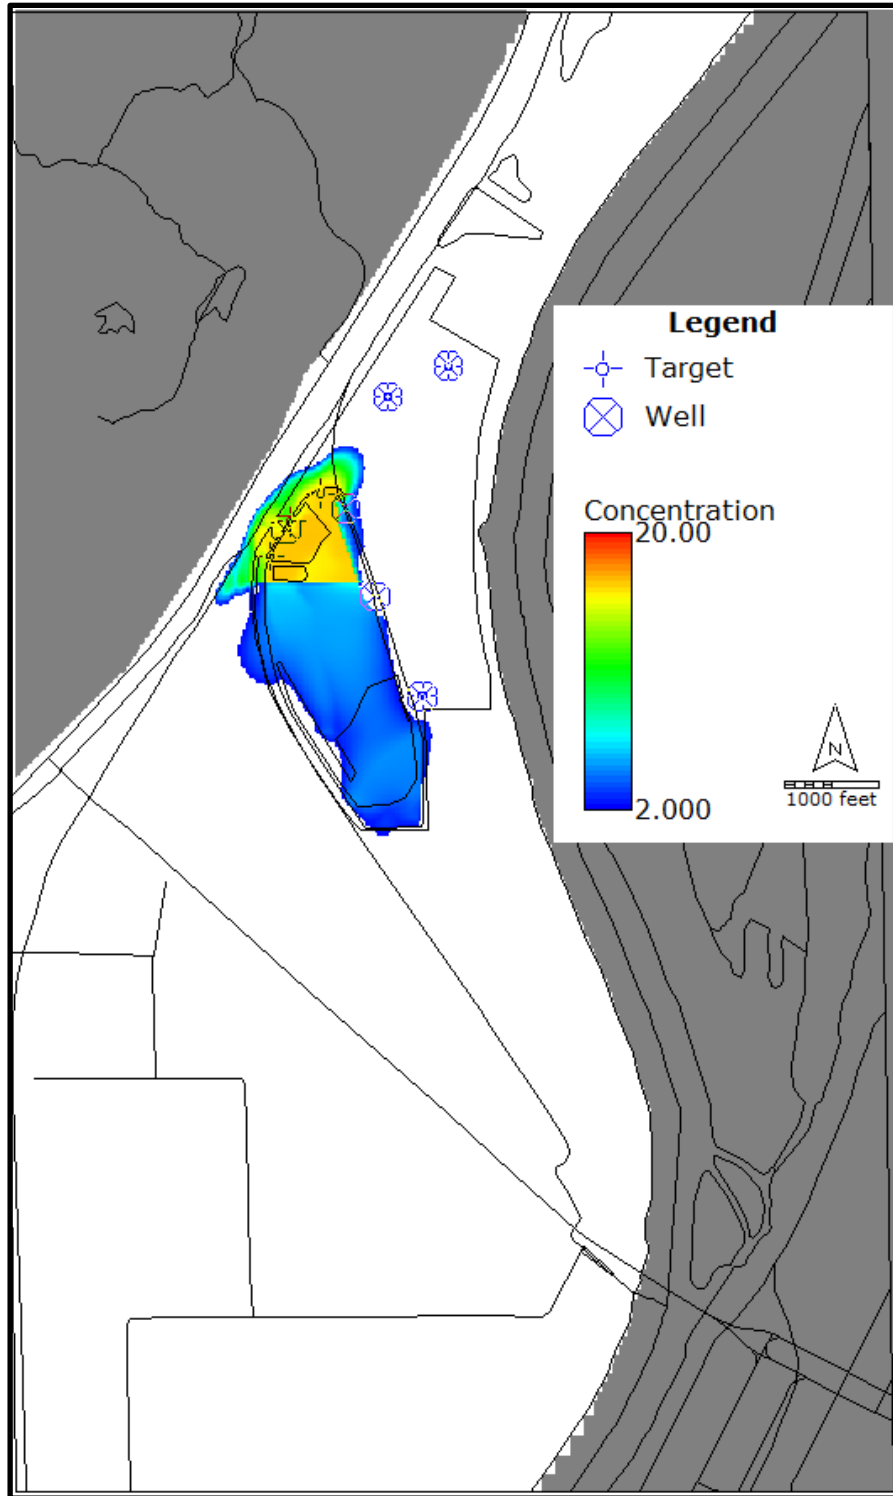 Legend
Target
Well
Concentration
20.00
2.000
N
1000 feet